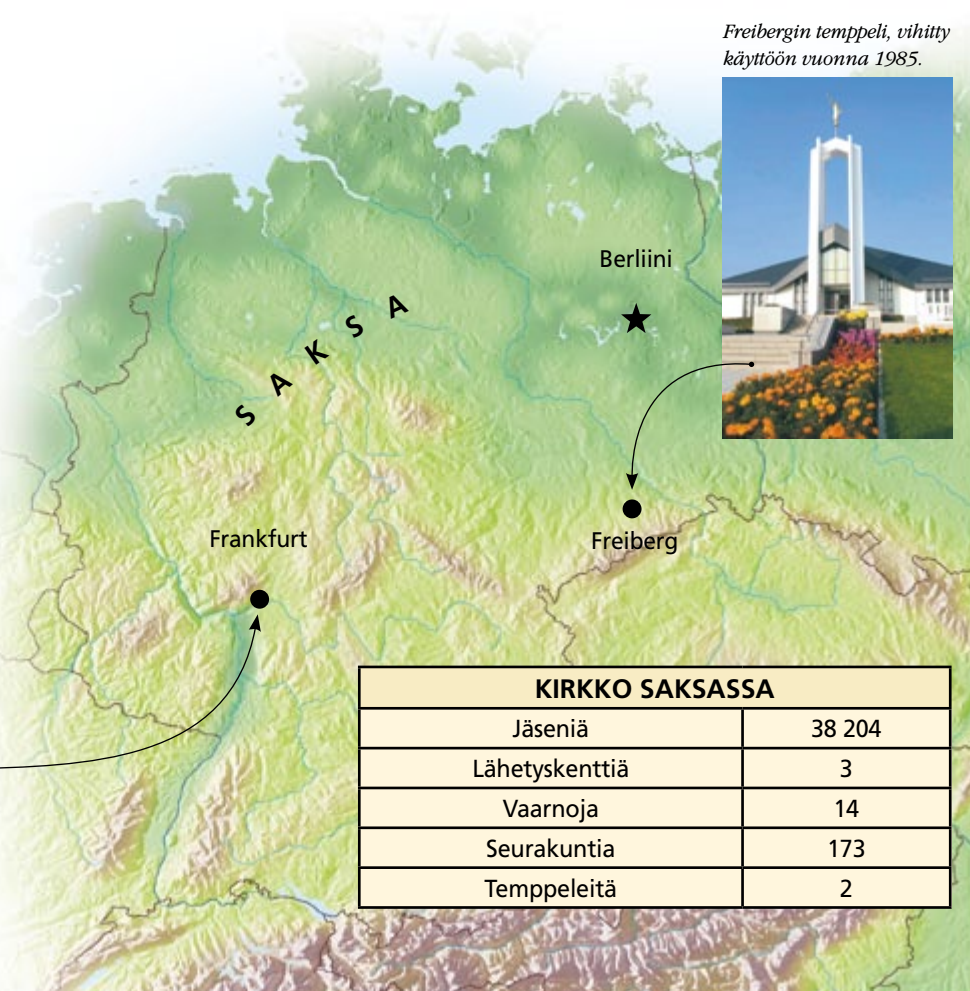 Freibergin temppeli, vihitty
käyttöön vuonna 1985.
Berliini
SAKSA
Frankfurt
Freiberg
KIRKKO SAKSASSA
Jäseniä 38 204
Lähetyskenttiä 3
Vaarnoja 14
Seurakuntia 173
Temppeleitä 2